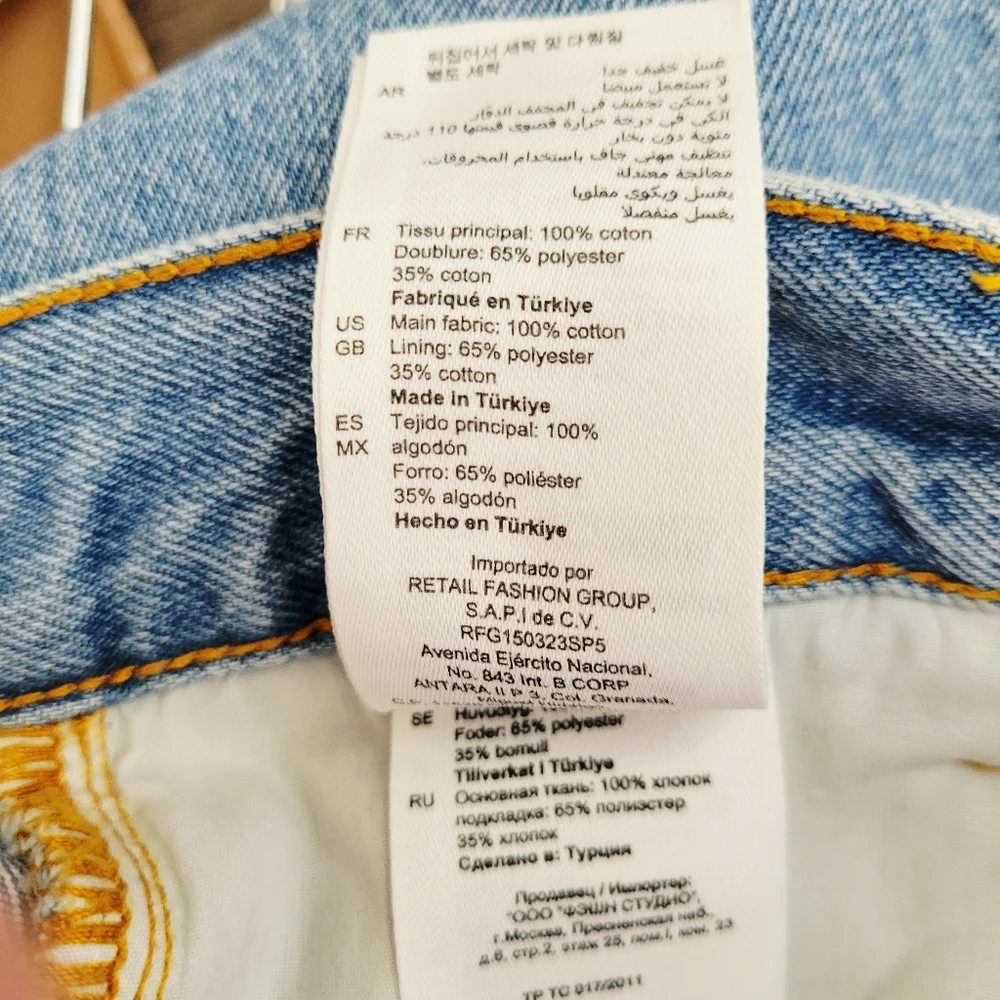 뒤집어서 세탁 및 다림질
별도 세탁
AR
غسل خفيف جدا
لا تستعمل مبيضا
لا يمكن تجفيف في المجفف الدوّار
الكي في درجة حرارة قصوى قيمتها 110 درجة
مئوية دون بخار
تنظيف مهني جاف باستخدام المحروقات.
معالجة معتدلة
يغسل ويكوى مقلوبا
يغسل منفصلا
FR Tissu principal: 100% coton
Doublure: 65% polyester
35% coton
Fabriqué en Türkiye
US Main fabric: 100% cotton
GB Lining: 65% polyester
35% cotton
Made in Türkiye
ES Tejido principal: 100%
MX algodón
Forro: 65% poliéster
35% algodón
Hecho en Türkiye
Importado por
RETAIL FASHION GROUP,
S.A.P.I de C.V.
RFG150323SP5
Avenida Ejército Nacional,
No. 843 Int. B CORP
ANTARA II P 3, Col. Granada,
SE
Foder: 65% polyester
35% bomull
Tillverkat i Türkiye
RU Основная ткань: 100% хлопок
подкладка: 65% полиэстер
35% хлопок
Сделано в: Турция
Продавец / Импортер:
"ООО "ФЭШН СТУДИО",
г.Москва, Пресненская наб.,
д.6, стр.2, этаж 25, пом.I, ком. 23
ТР ТС 017/2011